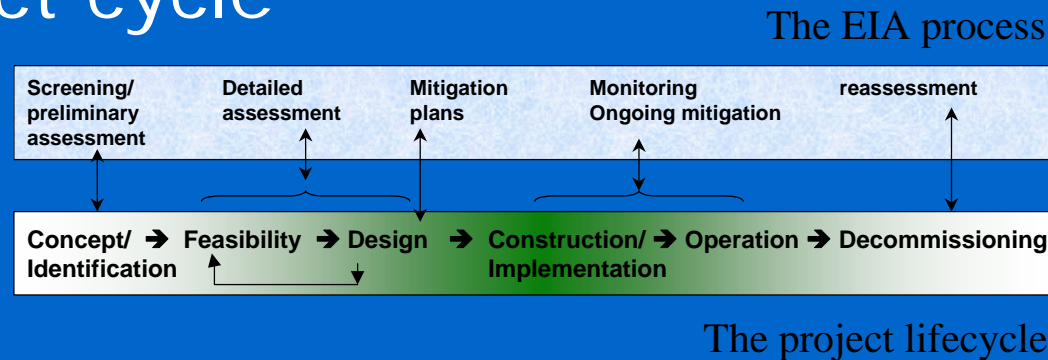 ct cycle
The EIA process
Screening/ Detailed Mitigation Monitoring reassessment
preliminary assessment plans Ongoing mitigation
assessment
Concept/ → Feasibility → Design → Construction/ → Operation → Decommissioning
Identification Implementation
The project lifecycle